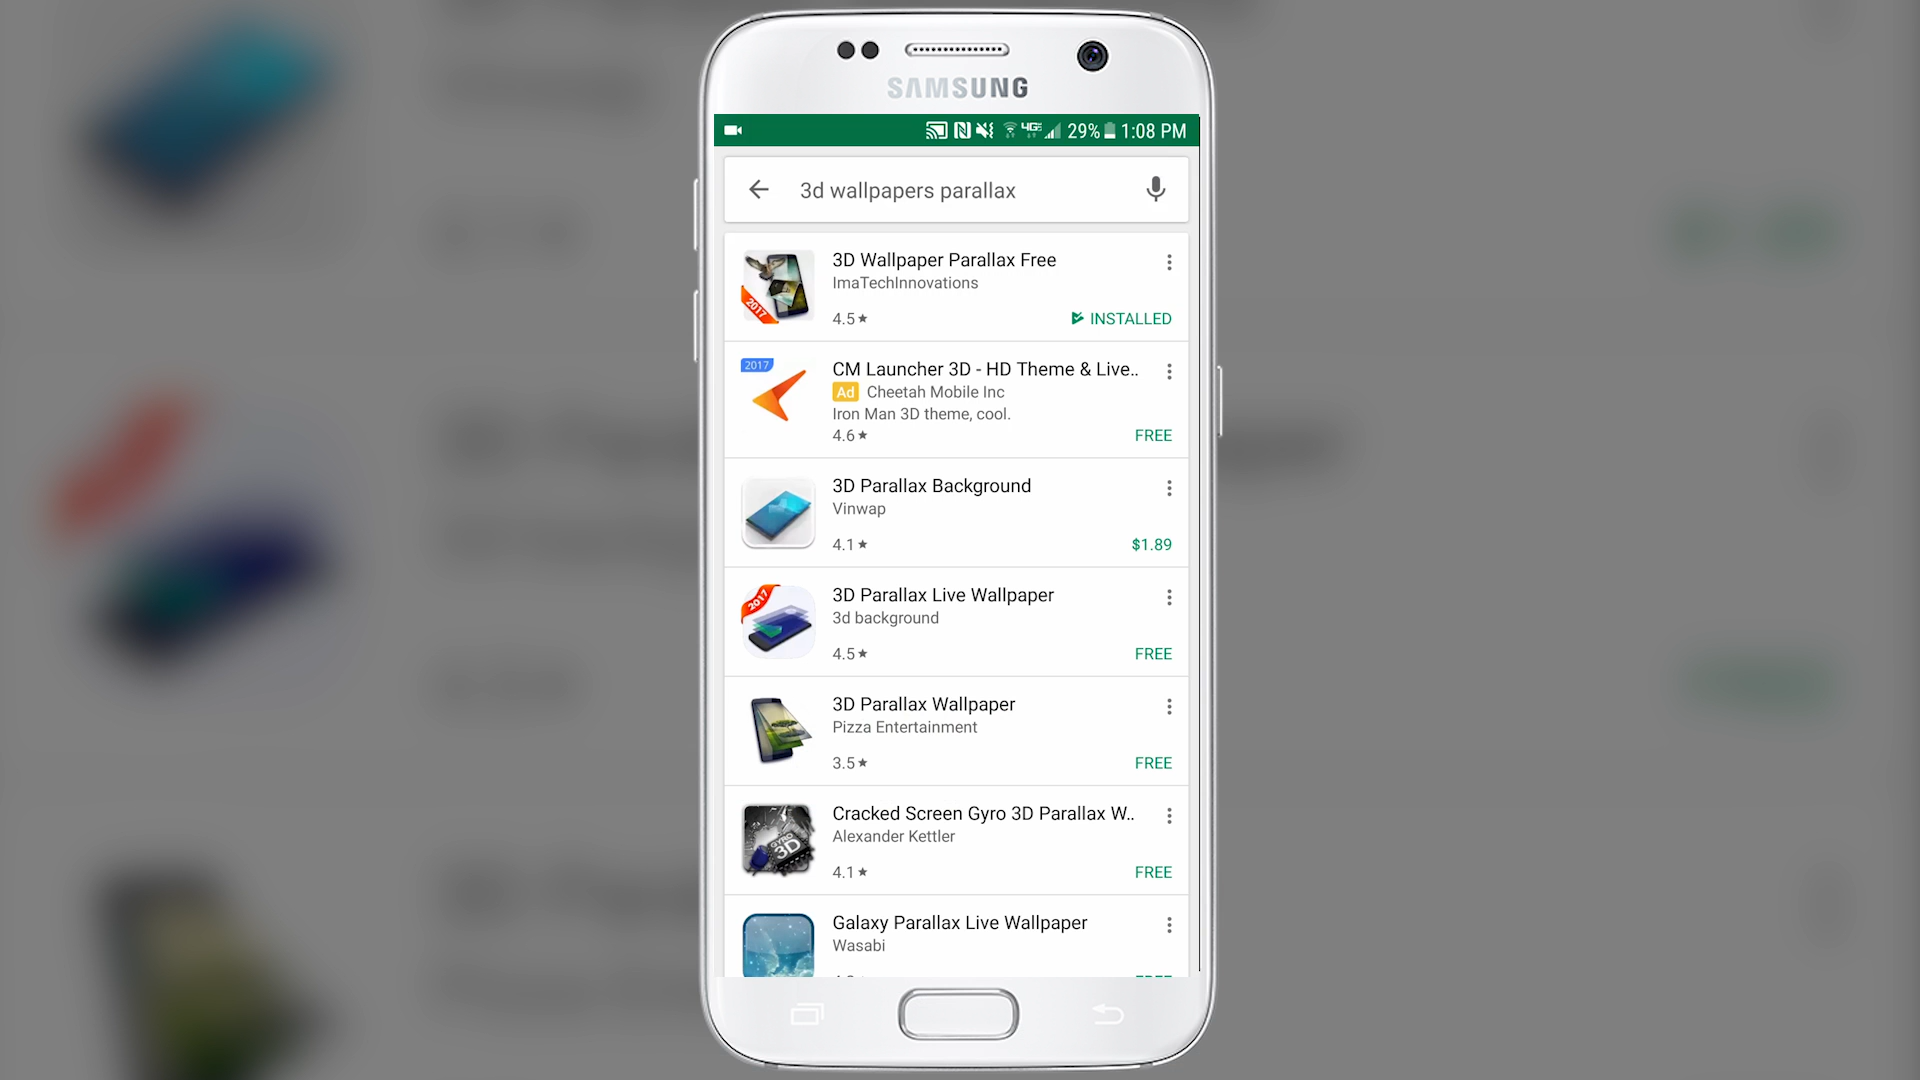 SAMSUNG
4G 29% 1:08 PM
3d wallpapers parallax
3D Wallpaper Parallax Free
ImaTechInnovations
2017
4.5★ INSTALLED
2017
CM Launcher 3D - HD Theme & Live..
Ad Cheetah Mobile Inc
Iron Man 3D theme, cool.
4.6★ FREE
3D Parallax Background
Vinwap
4.1★ $1.89
2017
3D Parallax Live Wallpaper
3d background
4.5★ FREE
3D Parallax Wallpaper
Pizza Entertainment
3.5★ FREE
Cracked Screen Gyro 3D Parallax W..
Alexander Kettler
GYRO
3D
4.1★ FREE
Galaxy Parallax Live Wallpaper
Wasabi